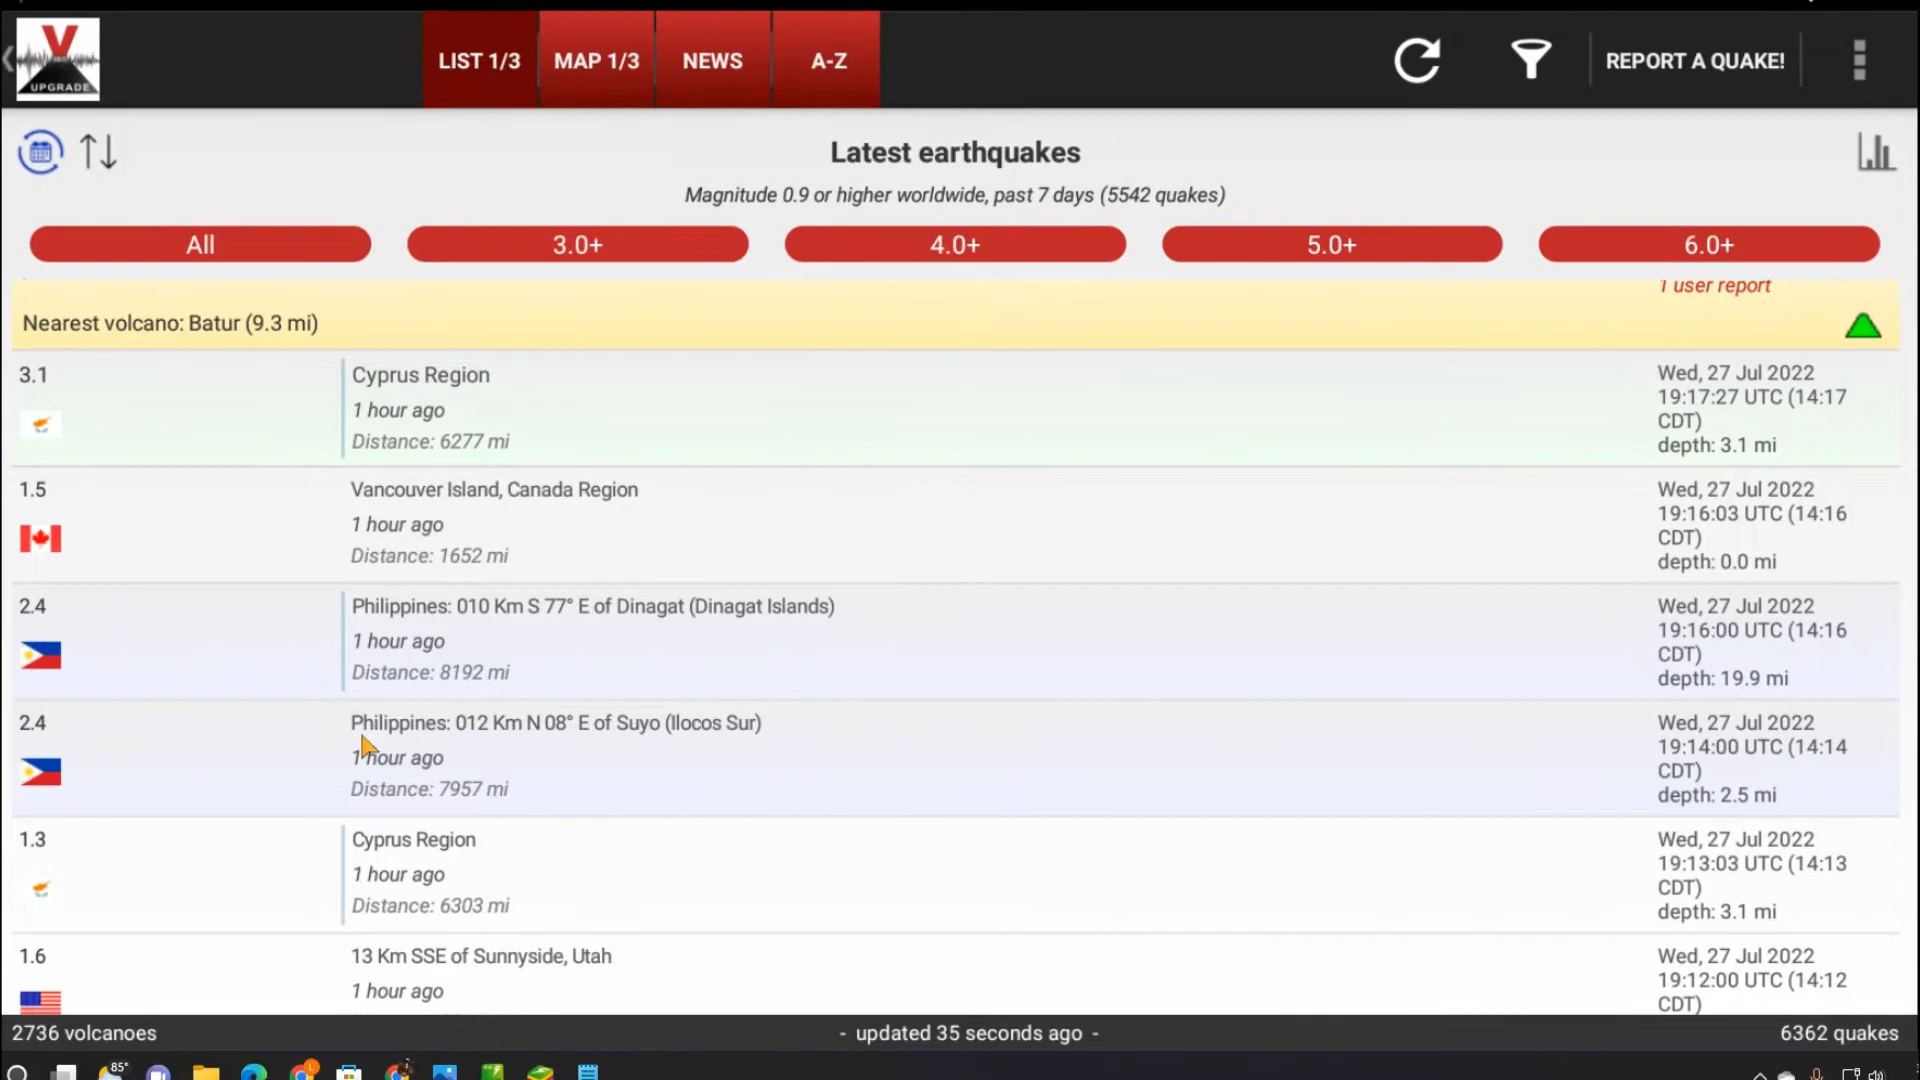 V
UPGRADE
LIST 1/3
MAP 1/3
NEWS
A-Z
REPORT A QUAKE!
Latest earthquakes
Magnitude 0.9 or higher worldwide, past 7 days (5542 quakes)
All
3.0+
4.0+
5.0+
6.0+
1 user report
Nearest volcano: Batur (9.3 mi)
3.1
Cyprus Region
1 hour ago
Distance: 6277 mi
Wed, 27 Jul 2022
19:17:27 UTC (14:17
CDT)
depth: 3.1 mi
1.5
Vancouver Island, Canada Region
1 hour ago
Distance: 1652 mi
Wed, 27 Jul 2022
19:16:03 UTC (14:16
CDT)
depth: 0.0 mi
2.4
Philippines: 010 Km S 77° E of Dinagat (Dinagat Islands)
1 hour ago
Distance: 8192 mi
Wed, 27 Jul 2022
19:16:00 UTC (14:16
CDT)
depth: 19.9 mi
2.4
Philippines: 012 Km N 08° E of Suyo (Ilocos Sur)
1 hour ago
Distance: 7957 mi
Wed, 27 Jul 2022
19:14:00 UTC (14:14
CDT)
depth: 2.5 mi
1.3
Cyprus Region
1 hour ago
Distance: 6303 mi
Wed, 27 Jul 2022
19:13:03 UTC (14:13
CDT)
depth: 3.1 mi
1.6
13 Km SSE of Sunnyside, Utah
1 hour ago
Wed, 27 Jul 2022
19:12:00 UTC (14:12
CDT)
2736 volcanoes
- updated 35 seconds ago -
6362 quakes
85°